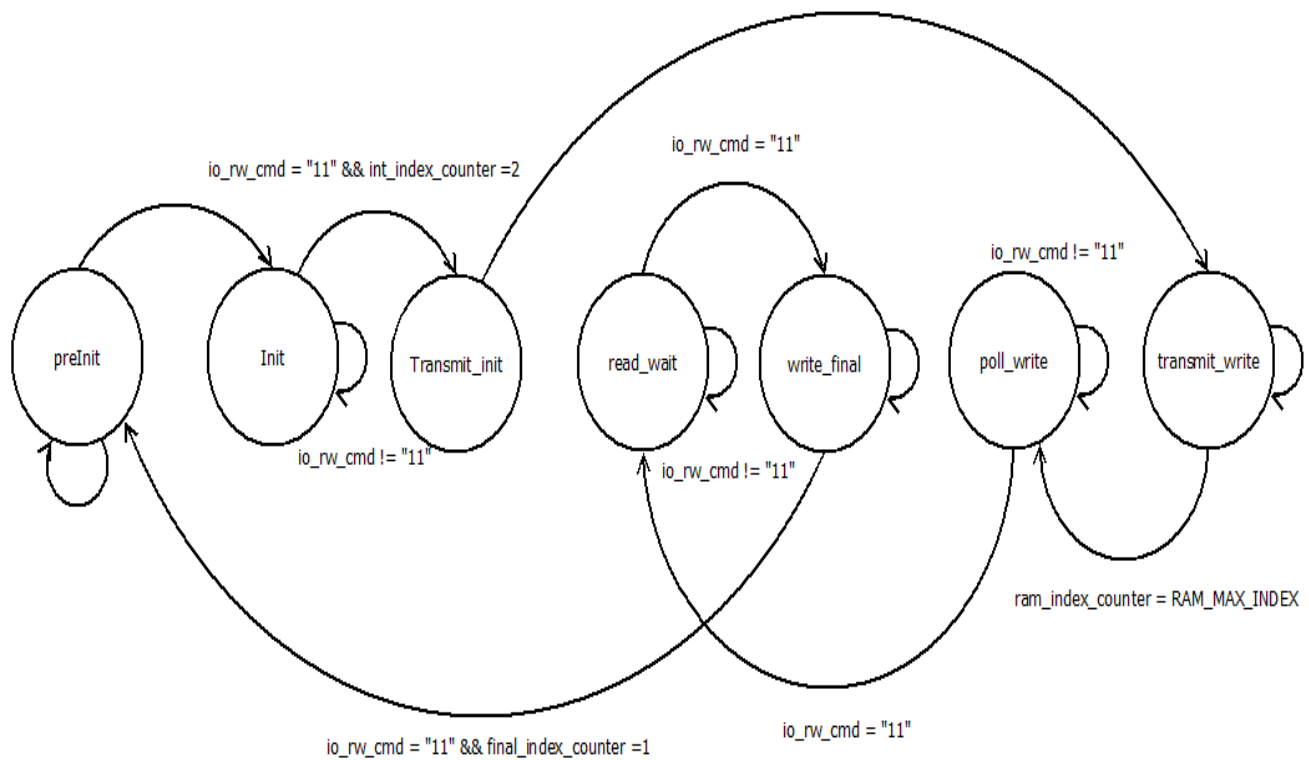 io_rw_cmd = "11"
io_rw_cmd = "11" && int_index_counter =2
io_rw_cmd != "11"
preInit
Init
Transmit_init
read_wait
write_final
poll_write
transmit_write
io_rw_cmd != "11"
io_rw_cmd != "11"
ram_index_counter = RAM_MAX_INDEX
io_rw_cmd = "11"
io_rw_cmd = "11" && final_index_counter =1